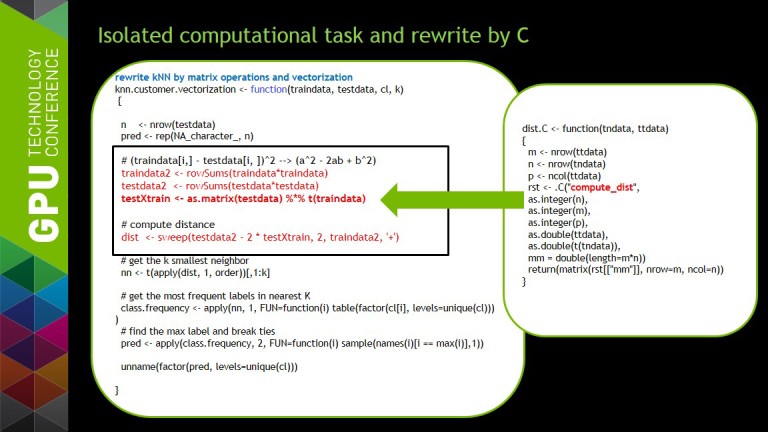 Isolated computational task and rewrite by C
GPU TECHNOLOGY
CONFERENCE
rewrite kNN by matrix operations and vectorization
knn.customer.vectorization <- function(traindata, testdata, cl, k)
{
n <- nrow(testdata)
pred <- rep(NA_character_, n)
# (traindata[i,] - testdata[i, ])^2 --> (a^2 - 2ab + b^2)
traindata2 <- rowSums(traindata*traindata)
testdata2 <- rowSums(testdata*testdata)
testXtrain <- as.matrix(testdata) %*% t(traindata)
# compute distance
dist <- sweep(testdata2 - 2 * testXtrain, 2, traindata2, '+')
# get the k smallest neighbor
nn <- t(apply(dist, 1, order))[,1:k]
# get the most frequent labels in nearest K
class.frequency <- apply(nn, 1, FUN=function(i) table(factor(cl[i], levels=unique(cl)))
)
# find the max label and break ties
pred <- apply(class.frequency, 2, FUN=function(i) sample(names(i)[i == max(i)],1))
unname(factor(pred, levels=unique(cl)))
}
dist.C <- function(tndata, ttdata)
{
m <- nrow(ttdata)
n <- nrow(tndata)
p <- ncol(ttdata)
rst <- .C("compute_dist",
as.integer(n),
as.integer(m),
as.integer(p),
as.double(ttdata),
as.double(t(tndata)),
mm = double(length=m*n))
return(matrix(rst[["mm"]], nrow=m, ncol=n))
}